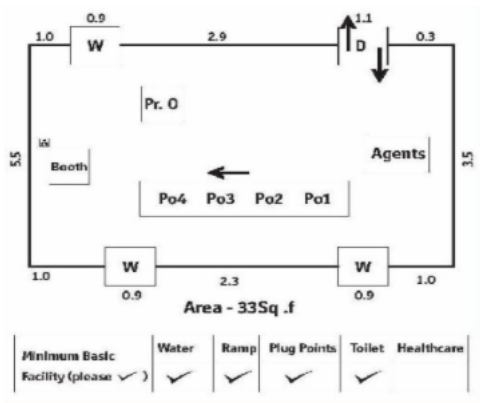 0.9
1.1
1.0 W 2.9 D 0.3
Pr. O
5.5
Booth
Agents
3.5
Po4 Po3 Po2 Po1
W W
1.0 2.3 1.0
0.9 0.9
Area - 33Sq .f
Minimum Basic Water Ramp Plug Points Toilet Healthcare
Facility (please ✓) ✓ ✓ ✓ ✓